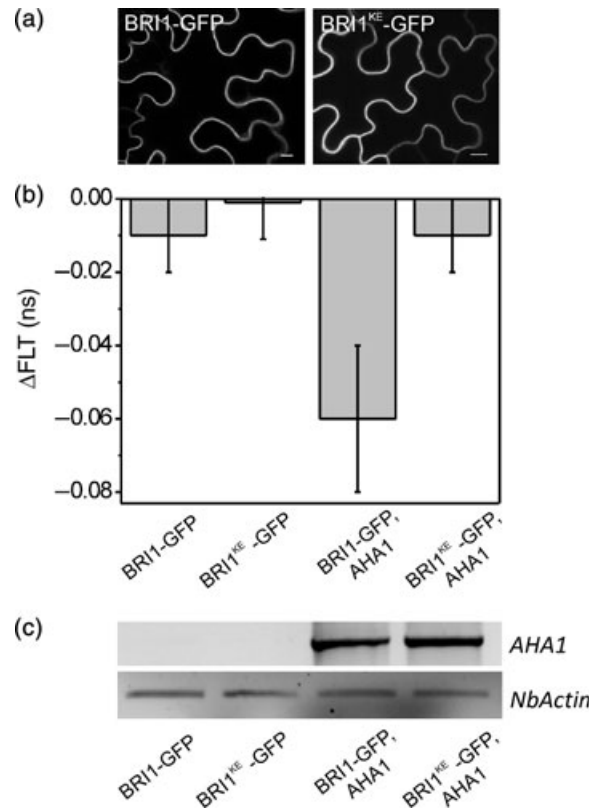 (a)
BRI1-GFP
BRI1ᴷᴱ-GFP
(b)
0.00
−0.02
−0.04
−0.06
−0.08
ΔFLT (ns)
BRI1-GFP
BRI1ᴷᴱ -GFP
BRI1-GFP,
AHA1
BRI1ᴷᴱ-GFP,
AHA1
(c)
AHA1
NbActin
BRI1-GFP
BRI1ᴷᴱ -GFP
BRI1-GFP,
AHA1
BRI1ᴷᴱ-GFP,
AHA1